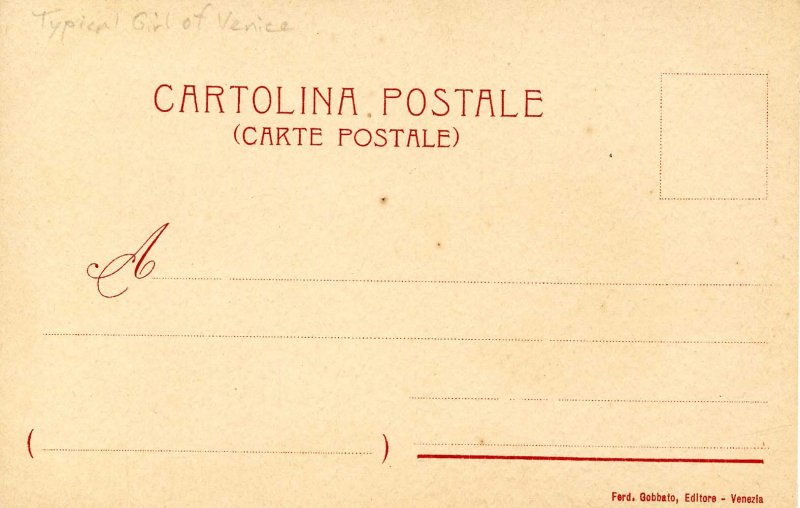 Typical Girl of Venice
CARTOLINA POSTALE
(CARTE POSTALE)
A
( )
Ferd. Gobbato, Editore - Venezia